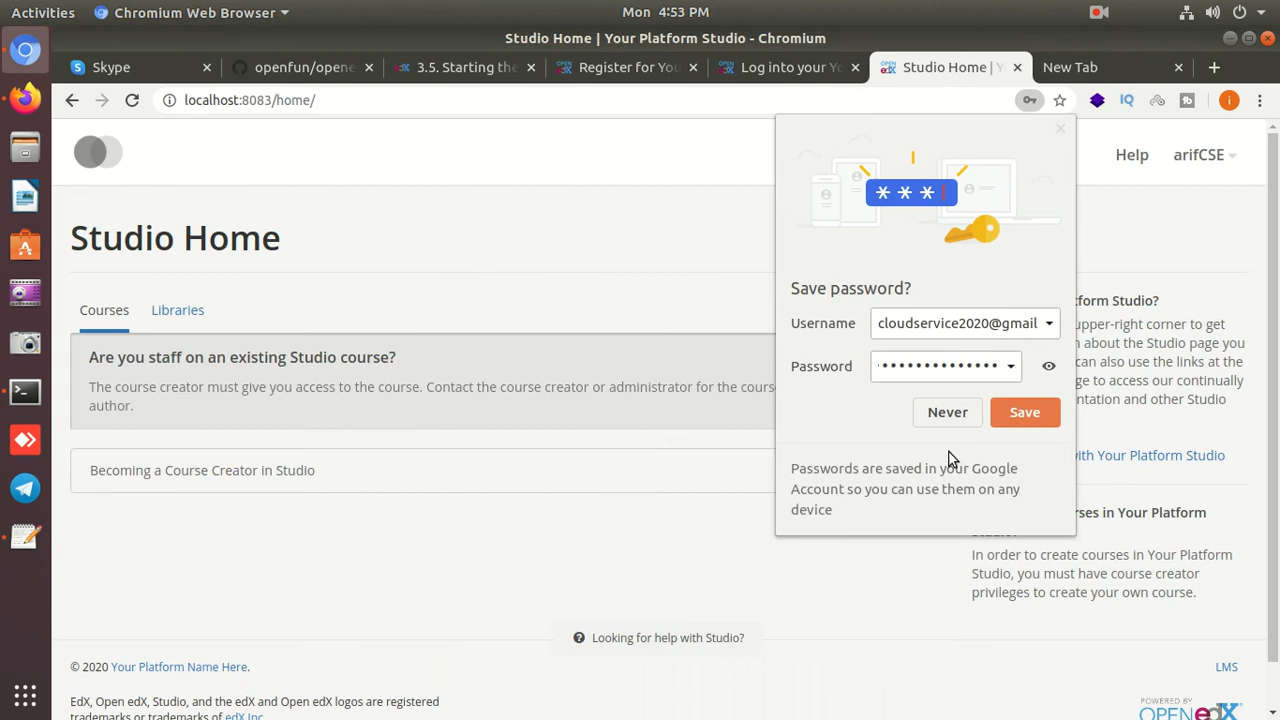 Activities
Chromium Web Browser
Mon 4:53 PM
Studio Home | Your Platform Studio - Chromium
Skype
openfun/opene
3.5. Starting the
Register for You
Log into your Yo
Studio Home | Y
New Tab
localhost:8083/home/
IQ
i
Help
arifCSE
Studio Home
* * * |
Save password?
Username cloudservice2020@gmail
Password ••••••••••••••
Never Save
Passwords are saved in your Google
Account so you can use them on any
device
Courses
Libraries
Are you staff on an existing Studio course?
The course creator must give you access to the course. Contact the course creator or administrator for the course
author.
Becoming a Course Creator in Studio
form Studio?
upper-right corner to get
about the Studio page you
can also use the links at the
ge to access our continually
entation and other Studio
with Your Platform Studio
rses in Your Platform
In order to create courses in Your Platform
Studio, you must have course creator
privileges to create your own course.
Looking for help with Studio?
© 2020 Your Platform Name Here.
LMS
EdX, Open edX, Studio, and the edX and Open edX logos are registered
trademarks or trademarks of edX Inc.
POWERED BY
OPEN edX